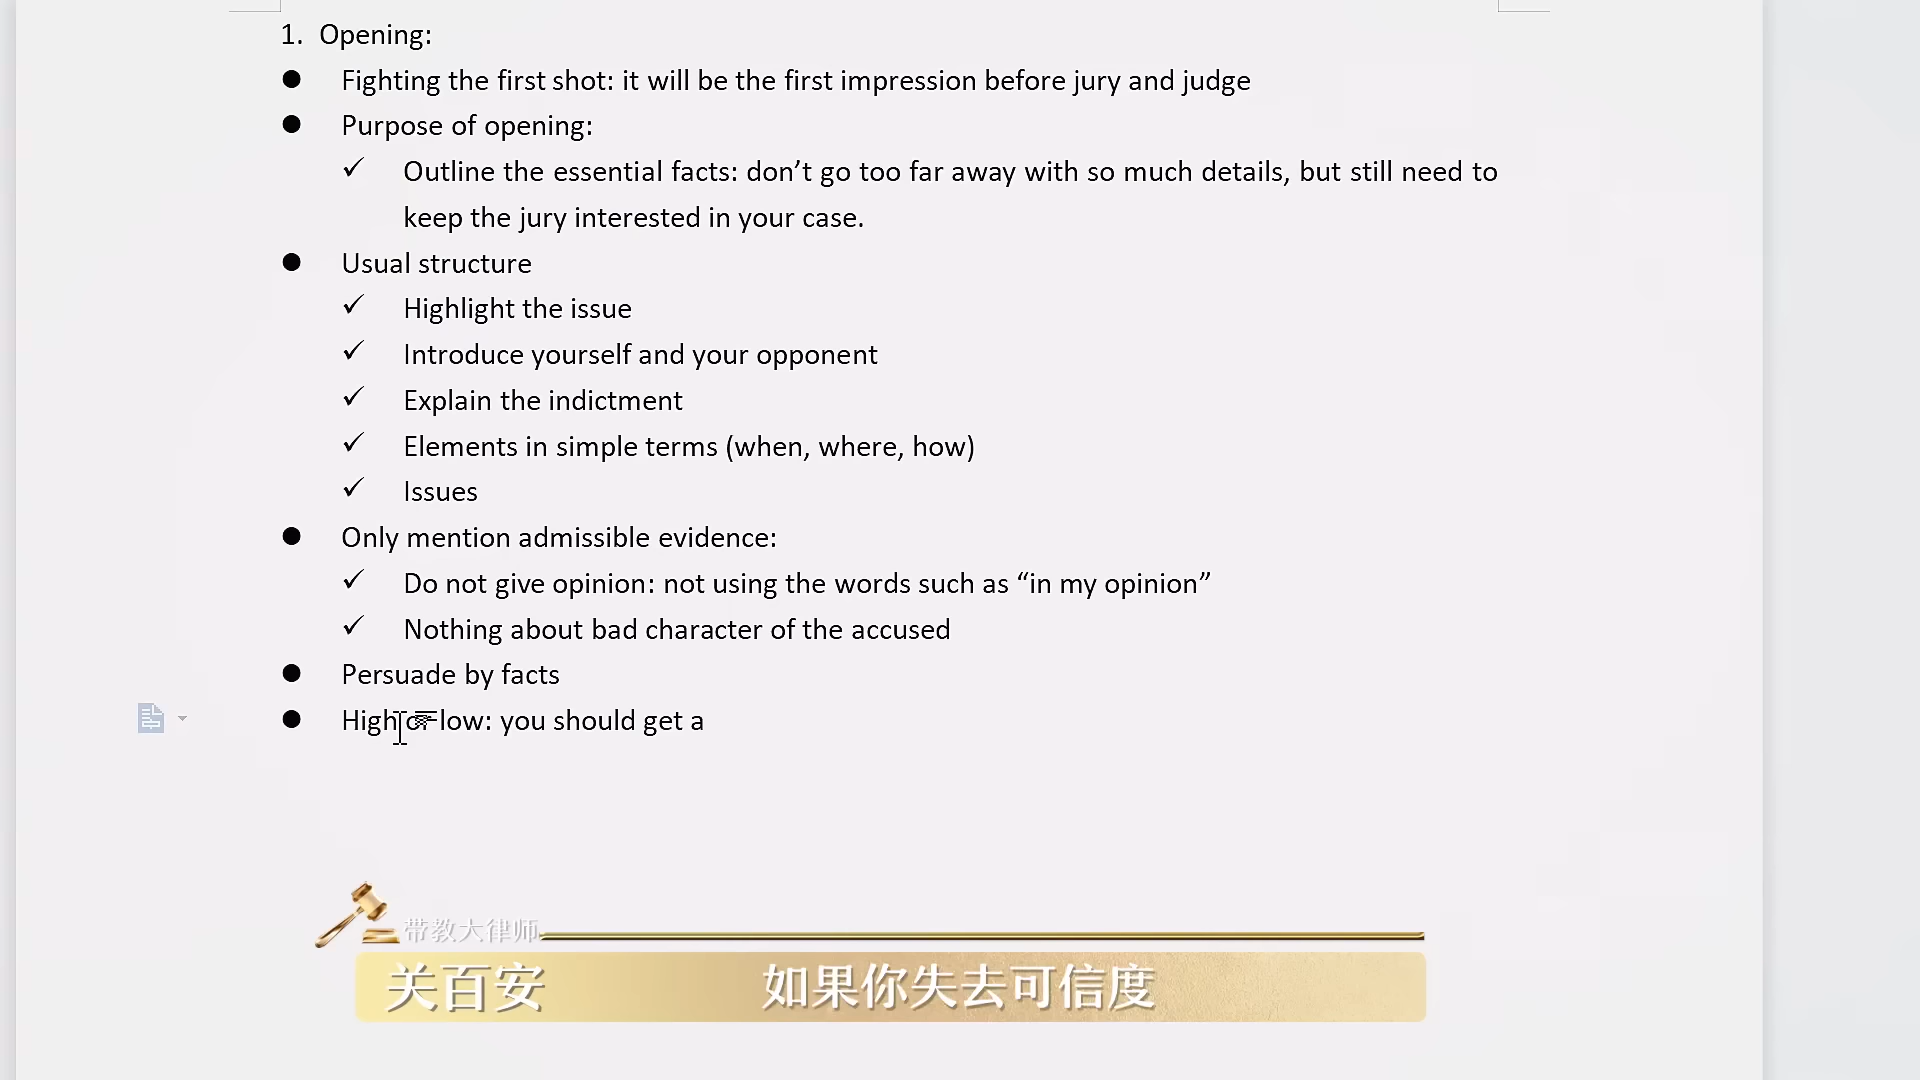 1. Opening:
● Fighting the first shot: it will be the first impression before jury and judge
● Purpose of opening:
✓ Outline the essential facts: don’t go too far away with so much details, but still need to
keep the jury interested in your case.
● Usual structure
✓ Highlight the issue
✓ Introduce yourself and your opponent
✓ Explain the indictment
✓ Elements in simple terms (when, where, how)
✓ Issues
● Only mention admissible evidence:
✓ Do not give opinion: not using the words such as “in my opinion”
✓ Nothing about bad character of the accused
● Persuade by facts
● High or low: you should get a
带教大律师
关百安 如果你失去可信度